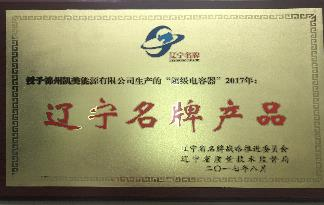 辽宁名牌
授予锦州凯美能源有限公司生产的“超级电容器”2017年:
辽宁名牌产品
辽宁省名牌战略推进委员会
辽宁省质量技术监督局
二〇一七年八月